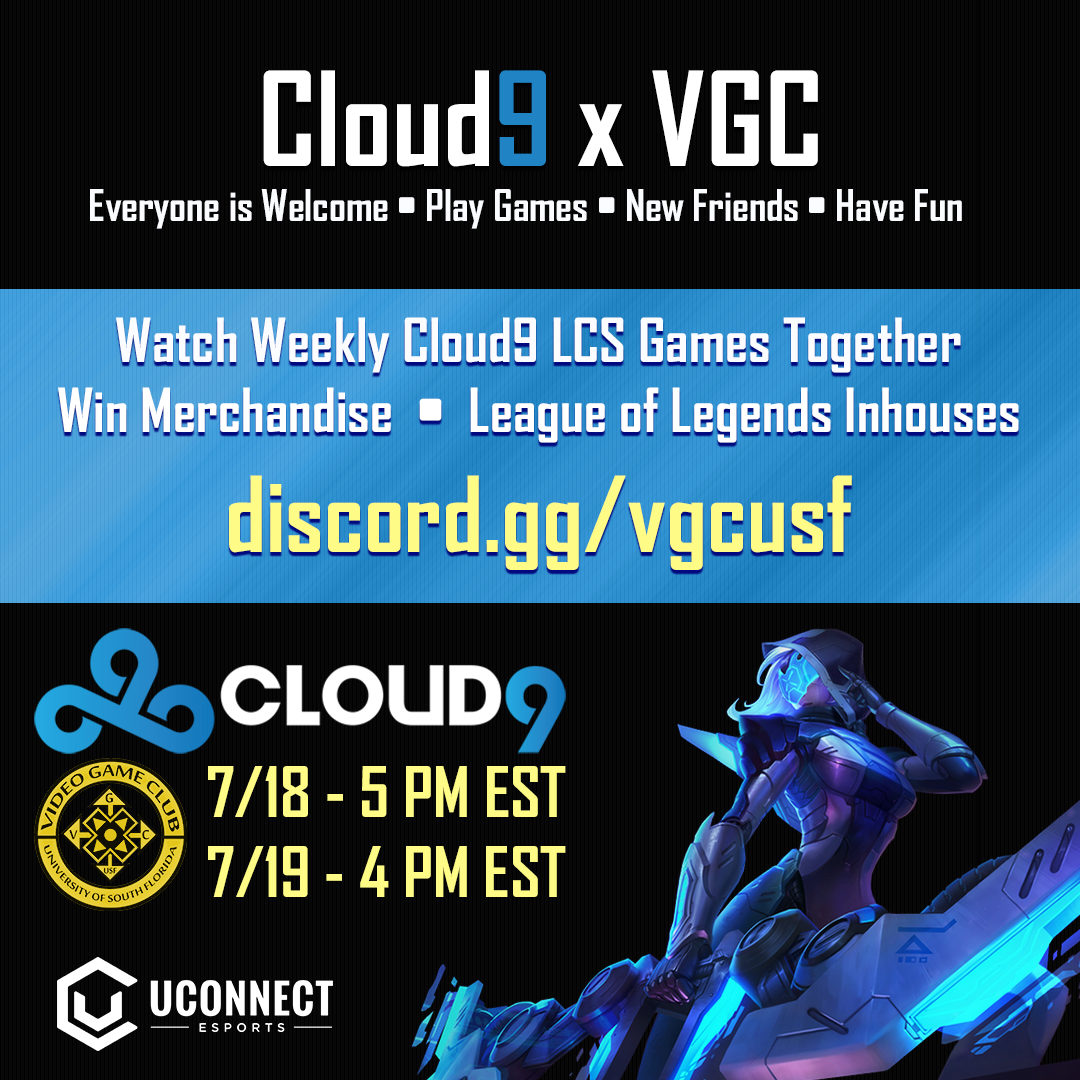 Cloud9 x VGC
Everyone is Welcome ▪ Play Games ▪ New Friends ▪ Have Fun
Watch Weekly Cloud9 LCS Games Together
Win Merchandise ▪ League of Legends Inhouses
discord.gg/vgcusf
CLOUD9
VIDEO GAME CLUB
G
V C
USF
UNIVERSITY OF SOUTH FLORIDA
7/18 - 5 PM EST
7/19 - 4 PM EST
UCONNECT
ESPORTS